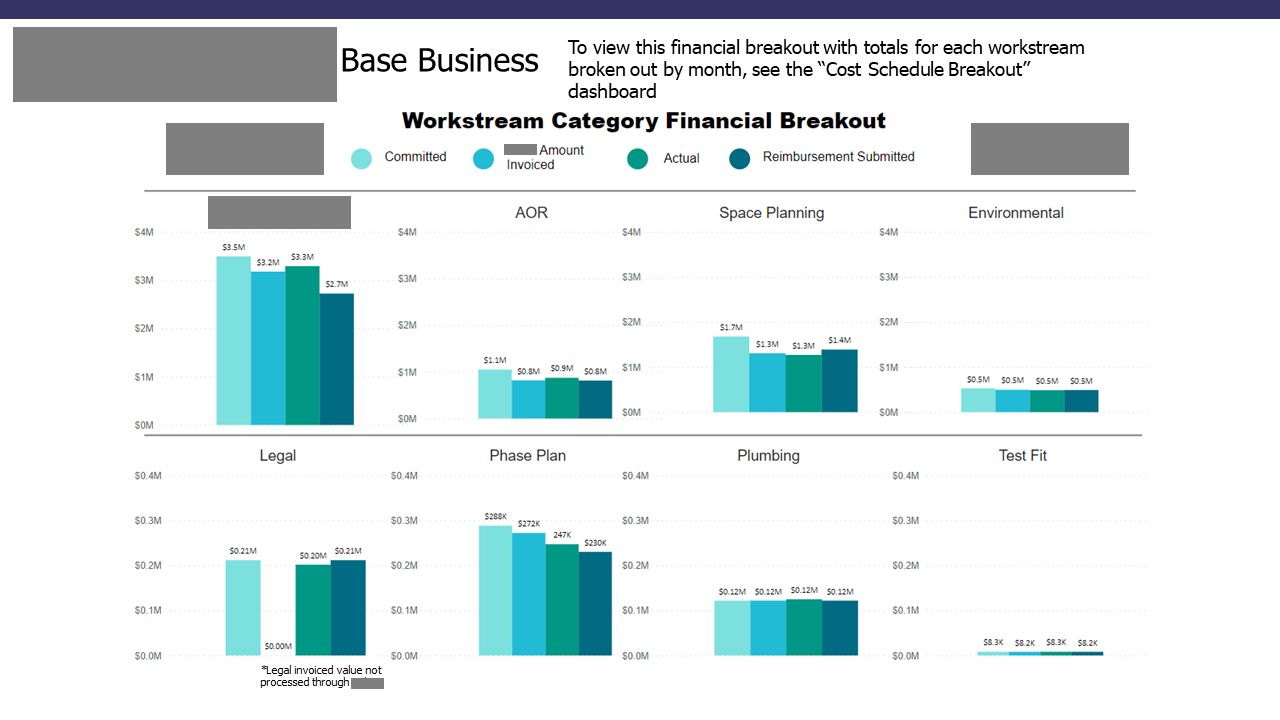 Base Business
To view this financial breakout with totals for each workstream
broken out by month, see the “Cost Schedule Breakout”
dashboard
Workstream Category Financial Breakout
Committed
Amount
Invoiced
Actual
Reimbursement Submitted
$4M
$3M
$2M
$1M
$0M
$3.5M
$3.2M
$3.3M
$2.7M
AOR
$4M
$3M
$2M
$1M
$0M
$1.1M
$0.8M
$0.9M
$0.8M
Space Planning
$4M
$3M
$2M
$1M
$0M
$1.7M
$1.3M
$1.3M
$1.4M
Environmental
$4M
$3M
$2M
$1M
$0M
$0.5M
$0.5M
$0.5M
$0.5M
Legal
$0.4M
$0.3M
$0.2M
$0.1M
$0.0M
$0.21M
$0.00M
$0.20M
$0.21M
*Legal invoiced value not
processed through
Phase Plan
$0.4M
$0.3M
$0.2M
$0.1M
$0.0M
$288K
$272K
247K
$230K
Plumbing
$0.4M
$0.3M
$0.2M
$0.1M
$0.0M
$0.12M
$0.12M
$0.12M
$0.12M
Test Fit
$0.4M
$0.3M
$0.2M
$0.1M
$0.0M
$8.3K
$8.2K
$8.3K
$8.2K